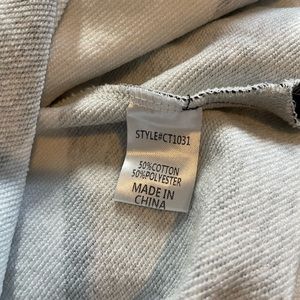 STYLE#CT1031
50%COTTON
50%POLYESTER
MADE IN
CHINA